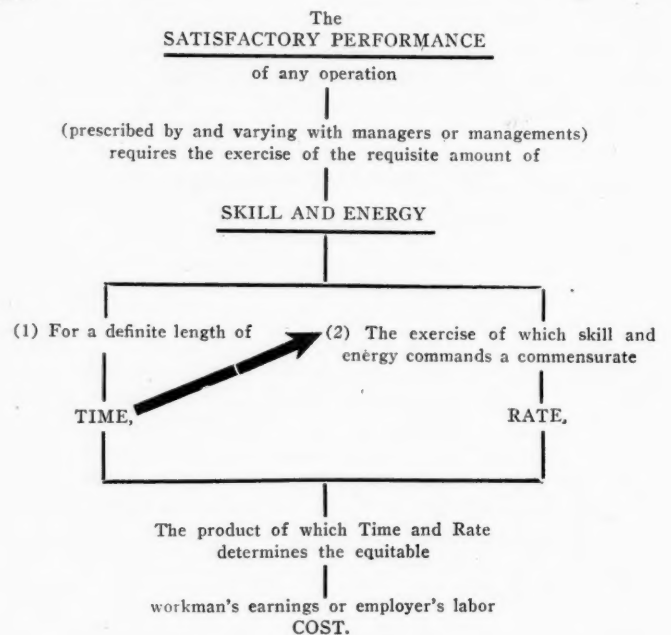 The
SATISFACTORY PERFORMANCE
of any operation
(prescribed by and varying with managers or managements)
requires the exercise of the requisite amount of
SKILL AND ENERGY
(1) For a definite length of
TIME,
(2) The exercise of which skill and
energy commands a commensurate
RATE,
The product of which Time and Rate
determines the equitable
workman's earnings or employer's labor
COST.